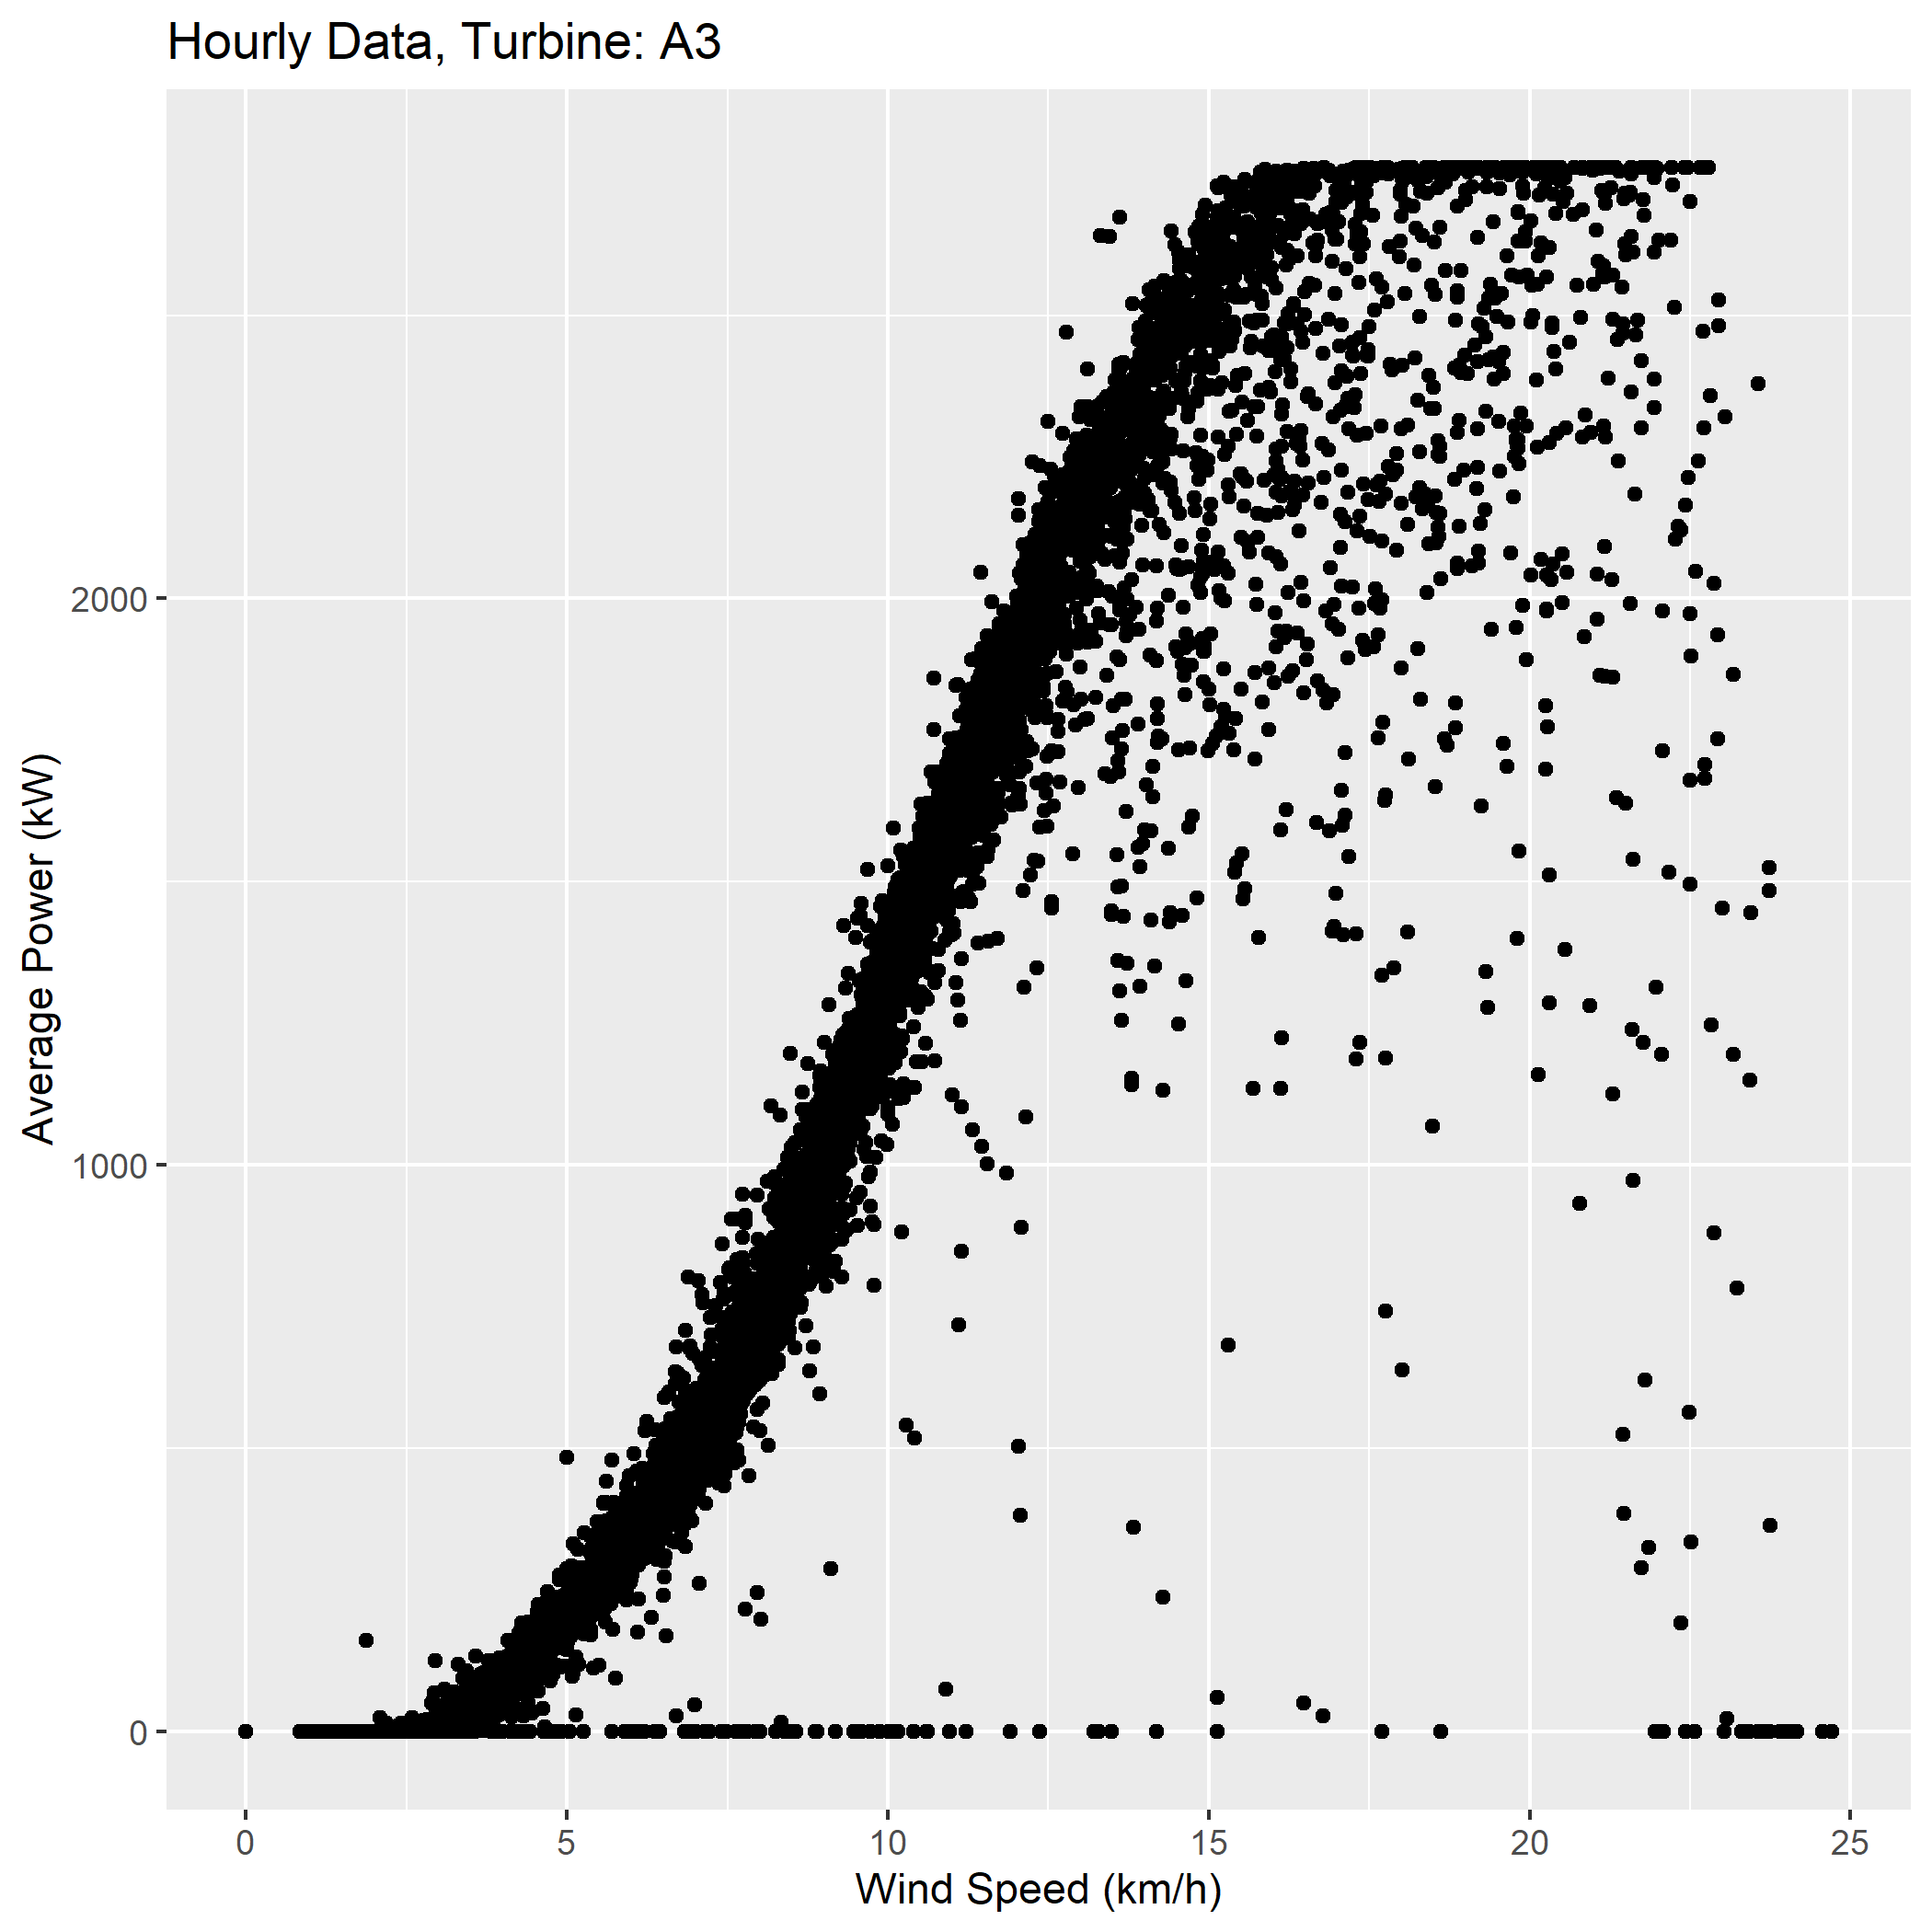 Hourly Data, Turbine: A3
Average Power (kW)
2000
1000
0
0 5 10 15 20 25
Wind Speed (km/h)